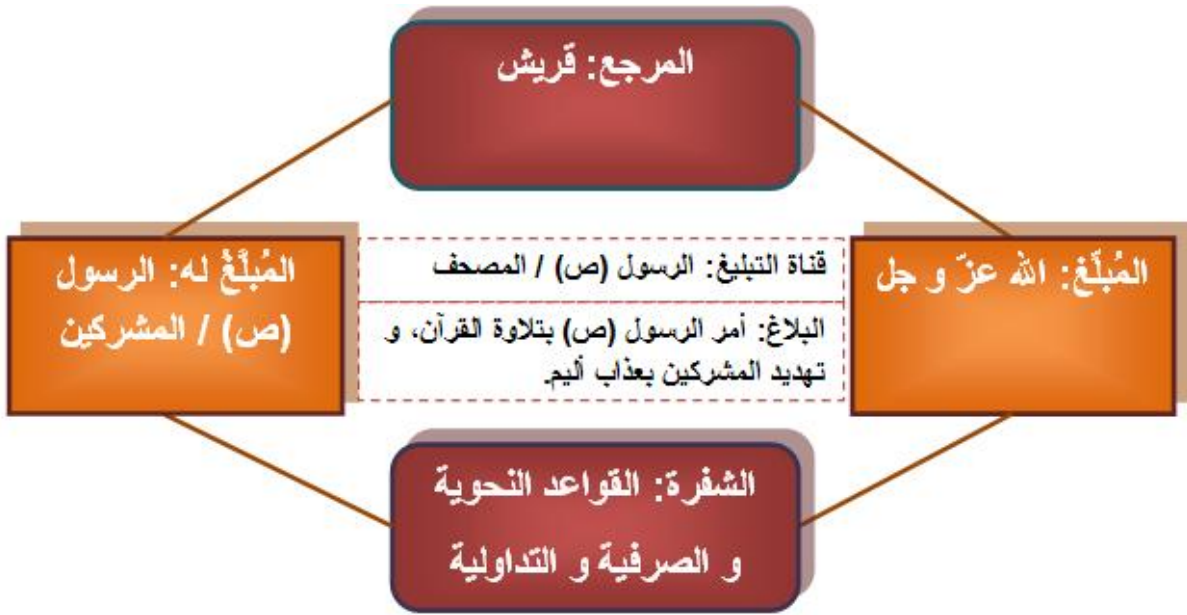 المرجع: قريش
المُبلِّغ: الله عزّ و جل
قناة التبليغ: الرسول (ص) / المصحف
البلاغ: أمر الرسول (ص) بتلاوة القرآن، و
تهديد المشركين بعذاب أليم.
المُبلَّغُ له: الرسول
(ص) / المشركين
الشفرة: القواعد النحوية
و الصرفية و التداولية